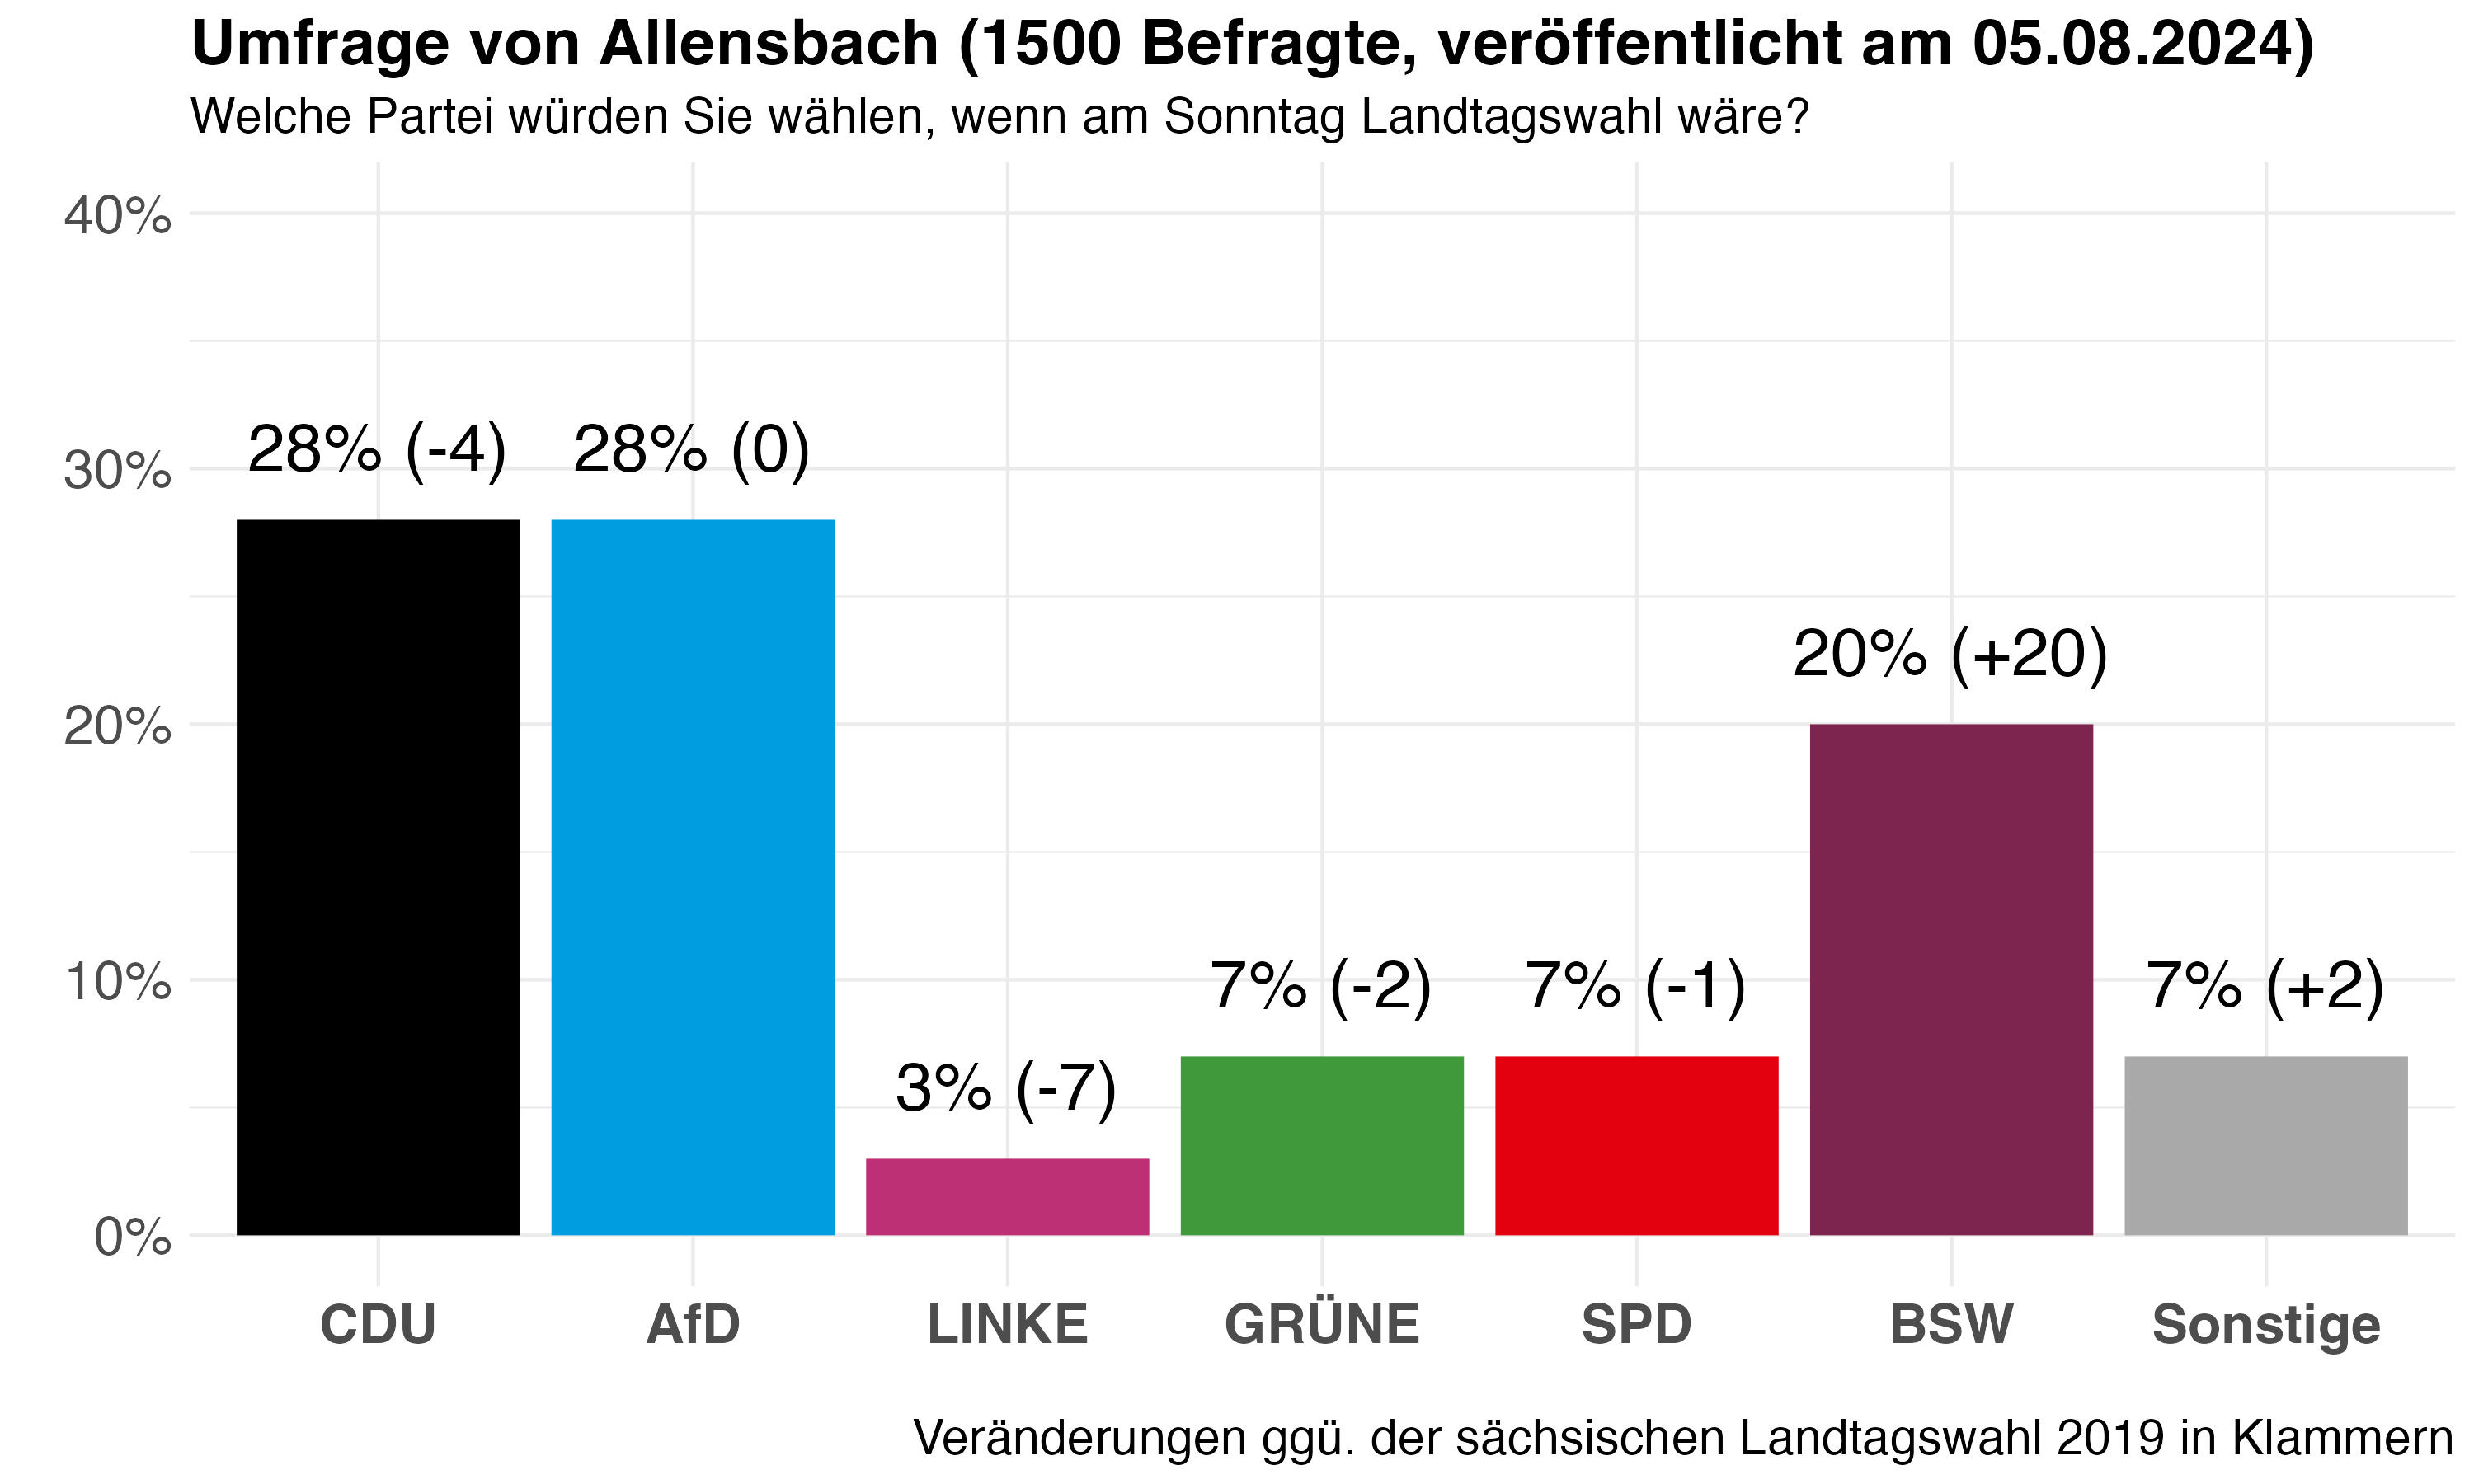 Umfrage von Allensbach (1500 Befragte, veröffentlicht am 05.08.2024)
Welche Partei würden Sie wählen, wenn am Sonntag Landtagswahl wäre?
40%
30%
20%
10%
0%
28% (-4)
28% (0)
3% (-7)
7% (-2)
7% (-1)
20% (+20)
7% (+2)
CDU
AfD
LINKE
GRÜNE
SPD
BSW
Sonstige
Veränderungen ggü. der sächsischen Landtagswahl 2019 in Klammern